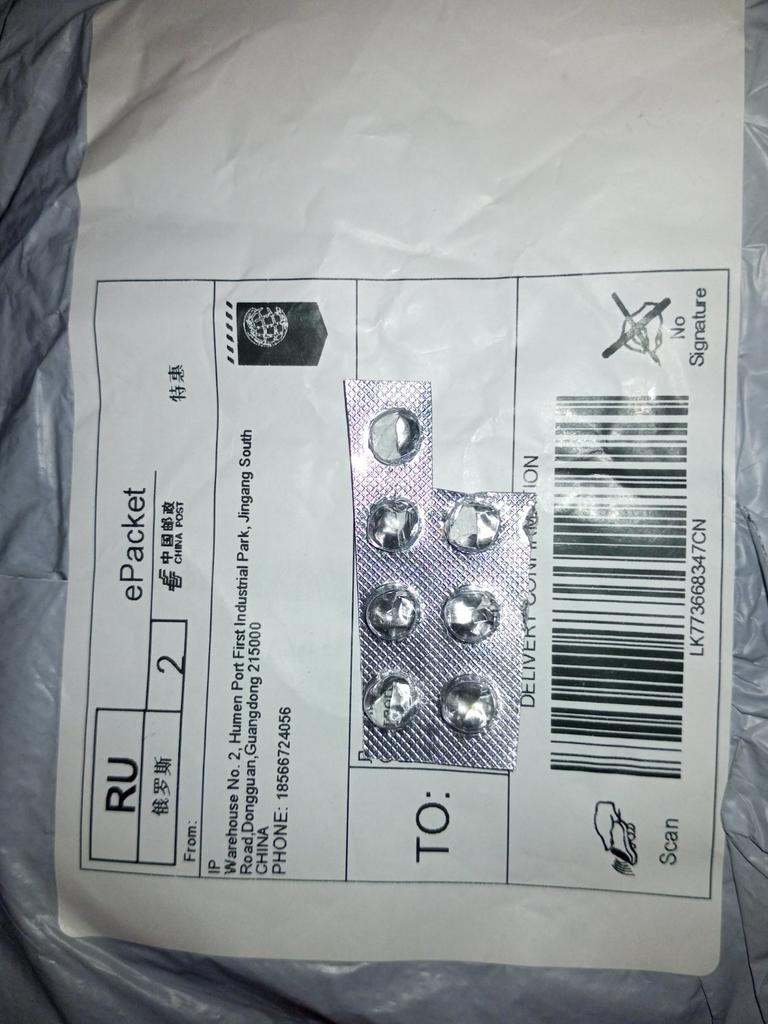 RU
俄罗斯
2
ePacket
中国邮政
CHINA POST
特惠
From:
IP
Warehouse No. 2, Humen Port First Industrial Park, Jingang South
Road,Dongguan,Guangdong 215000
CHINA
PHONE: 18566724056
TO:
DELIVERY CONFIRMATION
Scan
LK773668347CN
No
Signature